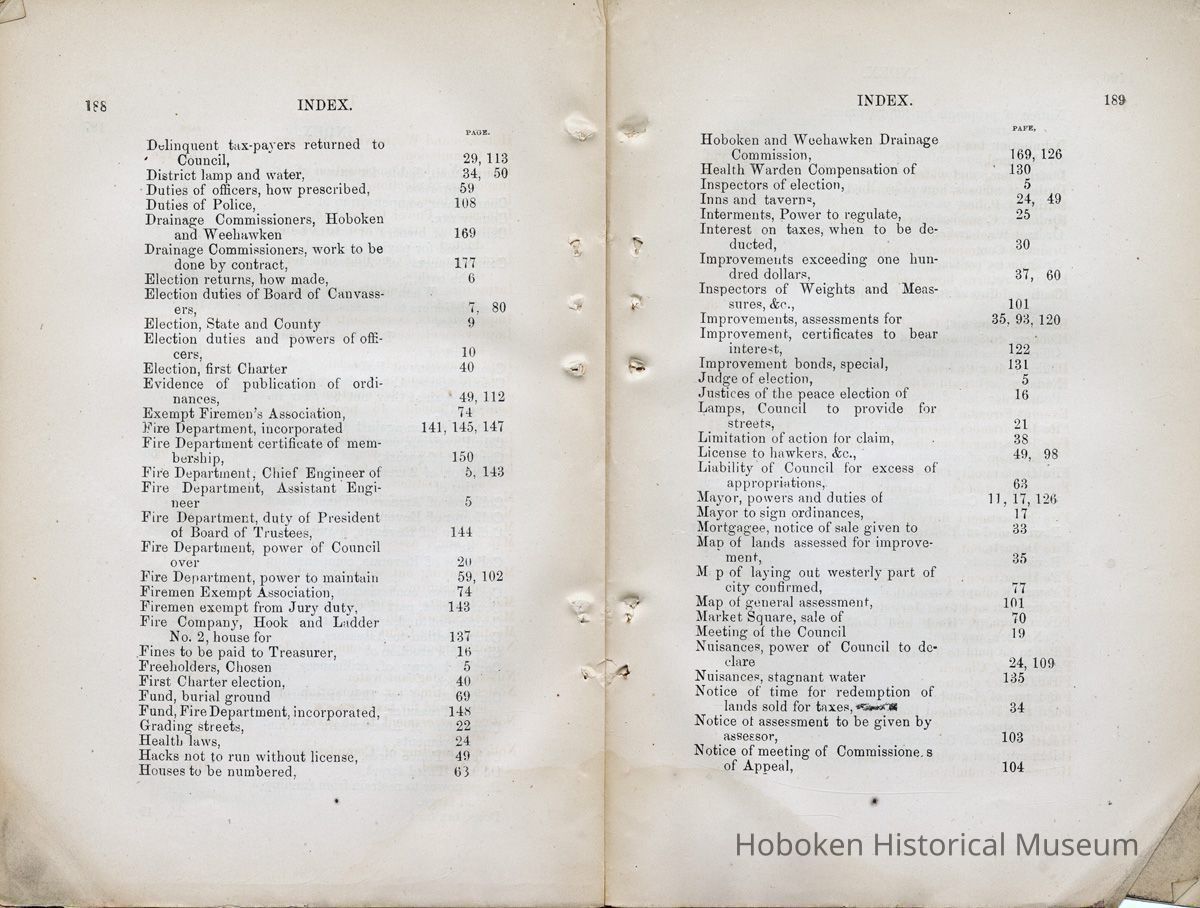 188
INDEX.
PAGE.
Delinquent tax-payers returned to
Council, 29, 113
District lamp and water, 34, 50
Duties of officers, how prescribed, 59
Duties of Police, 108
Drainage Commissioners, Hoboken
and Weehawken 169
Drainage Commissioners, work to be
done by contract, 177
Election returns, how made, 6
Election duties of Board of Canvass-
ers, 7, 80
Election, State and County 9
Election duties and powers of offi-
cers, 10
Election, first Charter 40
Evidence of publication of ordi-
nances, 49, 112
Exempt Firemen's Association, 74
Fire Department, incorporated 141, 145, 147
Fire Department certificate of mem-
bership, 150
Fire Department, Chief Engineer of 5, 143
Fire Department, Assistant Engi-
neer 5
Fire Department, duty of President
of Board of Trustees, 144
Fire Department, power of Council
over 20
Fire Department, power to maintain 59, 102
Firemen Exempt Association, 74
Firemen exempt from Jury duty, 143
Fire Company, Hook and Ladder
No. 2, house for 137
Fines to be paid to Treasurer, 16
Freeholders, Chosen 5
First Charter election, 40
Fund, burial ground 69
Fund, Fire Department, incorporated, 148
Grading streets, 22
Health laws, 24
Hacks not to run without license, 49
Houses to be numbered, 63
INDEX.
189
PAFE,
Hoboken and Weehawken Drainage
Commission, 169, 126
Health Warden Compensation of 130
Inspectors of election, 5
Inns and taverns, 24, 49
Interments, Power to regulate, 25
Interest on taxes, when to be de-
ducted, 30
Improvements exceeding one hun-
dred dollars, 37, 60
Inspectors of Weights and Meas-
sures, &c., 101
Improvements, assessments for 35, 93, 120
Improvement, certificates to bear
interest, 122
Improvement bonds, special, 131
Judge of election, 5
Justices of the peace election of 16
Lamps, Council to provide for
streets, 21
Limitation of action for claim, 38
License to hawkers, &c., 49, 98
Liability of Council for excess of
appropriations, 63
Mayor, powers and duties of 11, 17, 126
Mayor to sign ordinances, 17
Mortgagee, notice of sale given to 33
Map of lands assessed for improve-
ment, 35
M p of laying out westerly part of
city confirmed, 77
Map of general assessment, 101
Market Square, sale of 70
Meeting of the Council 19
Nuisances, power of Council to de-
clare 24, 109
Nuisances, stagnant water 135
Notice of time for redemption of
lands sold for taxes, 34
Notice of assessment to be given by
assessor, 103
Notice of meeting of Commissione.s
of Appeal, 104
Hoboken Historical Museum